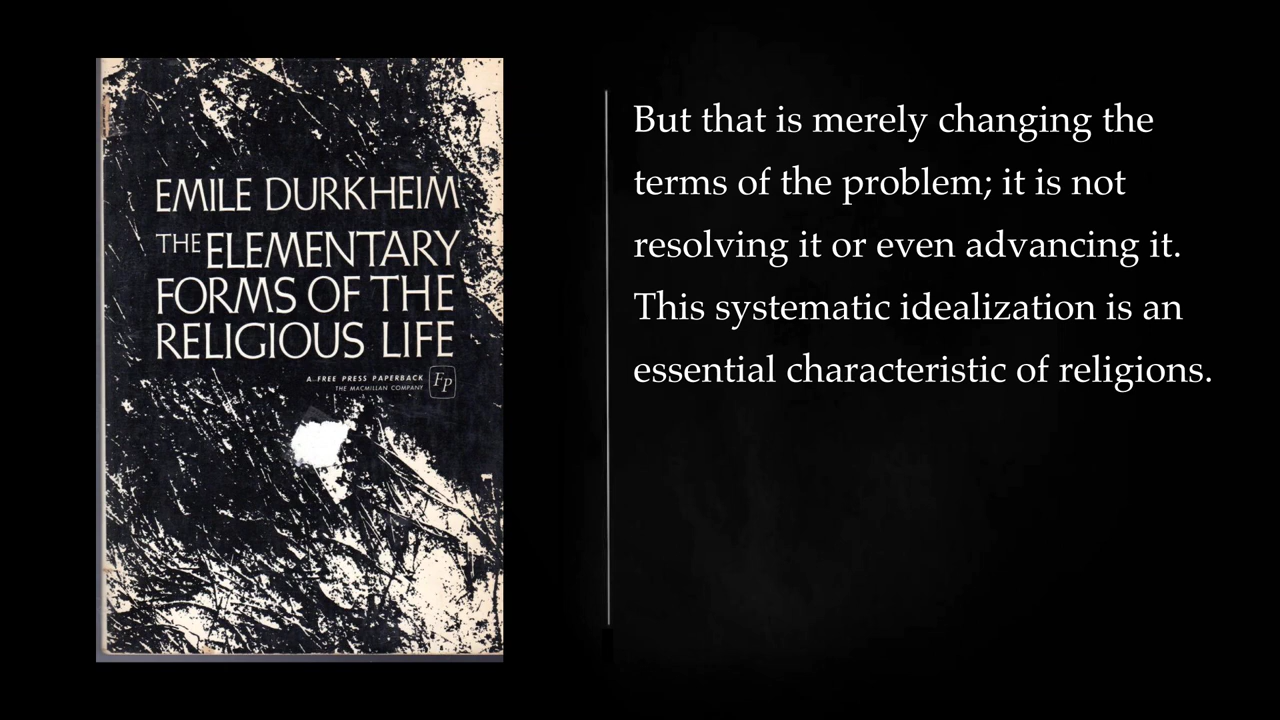 EMILE DURKHEIM
THE ELEMENTARY
FORMS OF THE
RELIGIOUS LIFE
A FREE PRESS PAPERBACK
THE MACMILLAN COMPANY
Fp
But that is merely changing the
terms of the problem; it is not
resolving it or even advancing it.
This systematic idealization is an
essential characteristic of religions.